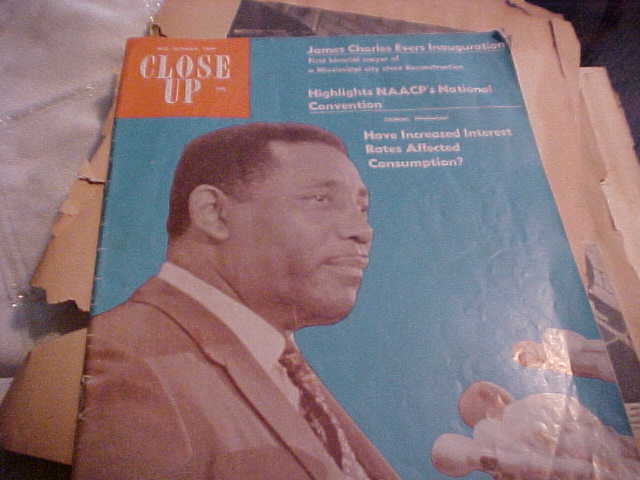 CLOSE
UP
James Charles Evers Inauguration
First biracial mayor of
a Mississippi city since Reconstruction
Highlights NAACP's National
Convention
Have Increased Interest
Rates Affected
Consumption?